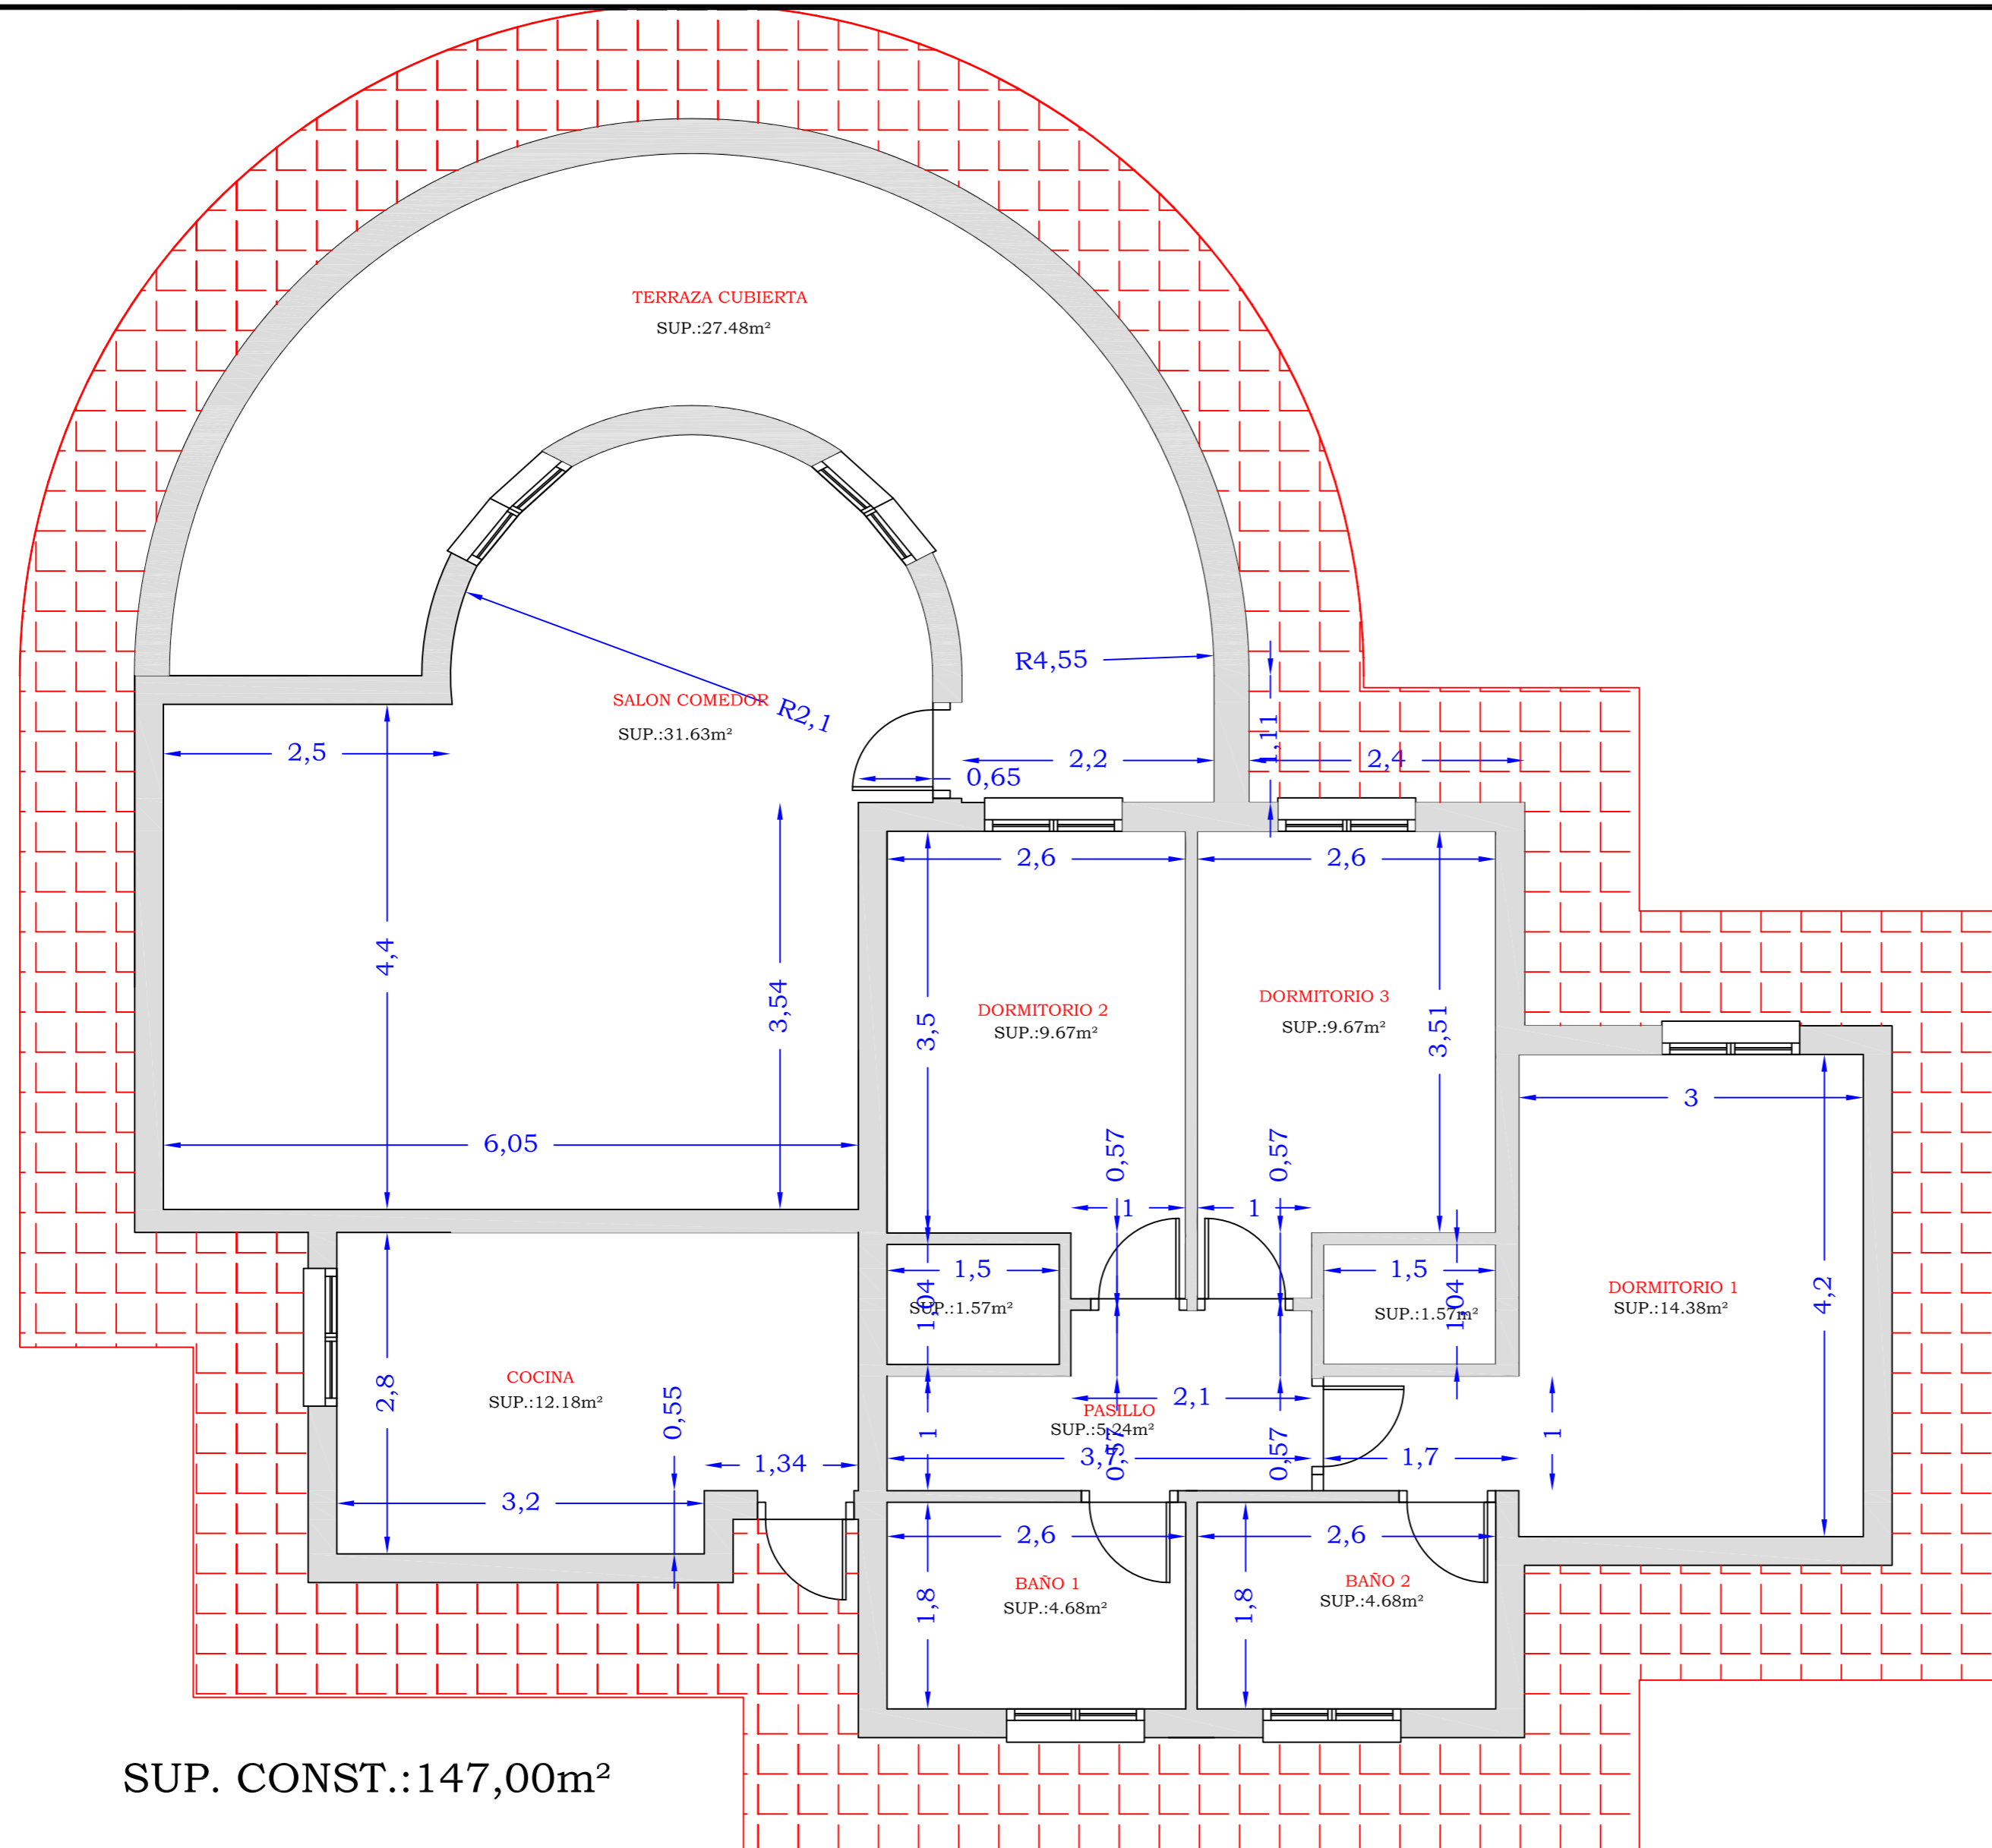 TERRAZA CUBIERTA
SUP.:27.48m²
R4,55
SALON COMEDOR
R2,1
SUP.:31.63m²
1,11
2,5
2,2
2,4
0,65
2,6
2,6
4,4
3,54
3,5
3,51
DORMITORIO 2
SUP.:9.67m²
DORMITORIO 3
SUP.:9.67m²
3
6,05
0,57
0,57
1
1
1,5
1,04
SUP.:1.57m²
1,5
1,04
SUP.:1.57m²
DORMITORIO 1
SUP.:14.38m²
4,2
COCINA
SUP.:12.18m²
2,8
0,55
2,1
PASILLO
SUP.:5.24m²
1
3,7
0,57
0,57
1,7
1
1,34
3,2
2,6
2,6
BAÑO 1
SUP.:4.68m²
1,8
BAÑO 2
SUP.:4.68m²
1,8
SUP. CONST.:147,00m²